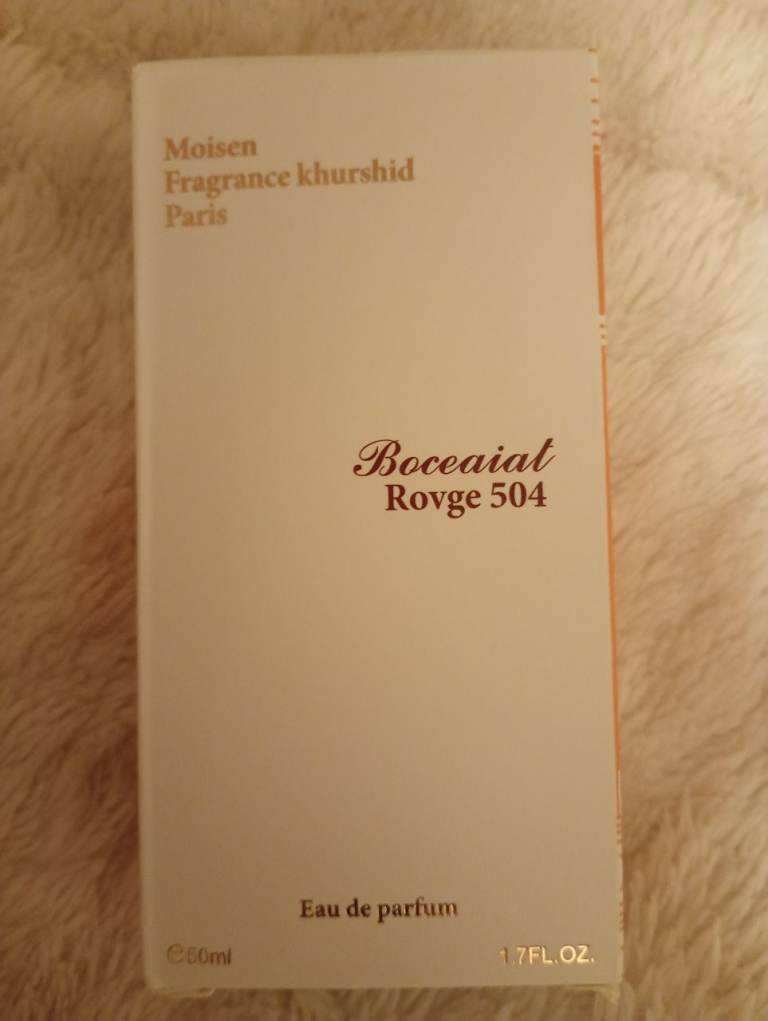 Moisen
Fragrance khurshid
Paris
Boceaiat
Rovge 504
Eau de parfum
℮50ml
1.7FL.OZ.